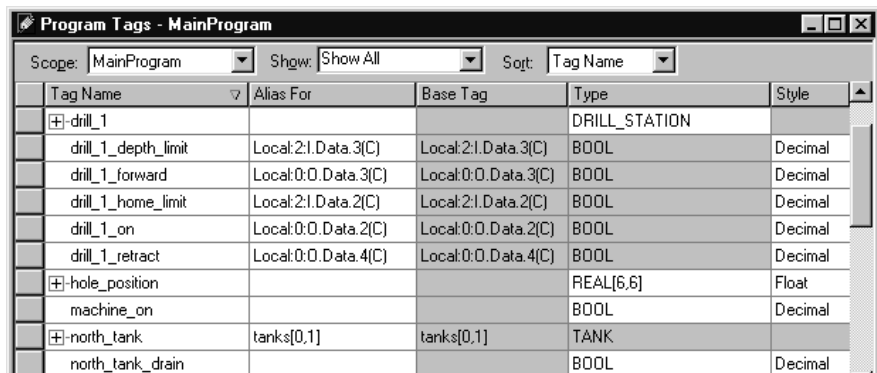 Program Tags - MainProgram
Scope: MainProgram Show: Show All Sort: Tag Name
Tag Name Alias For Base Tag Type Style
drill_1 DRILL_STATION
drill_1_depth_limit Local:2:I.Data.3(C) Local:2:I.Data.3(C) BOOL Decimal
drill_1_forward Local:0:O.Data.3(C) Local:0:O.Data.3(C) BOOL Decimal
drill_1_home_limit Local:2:I.Data.2(C) Local:2:I.Data.2(C) BOOL Decimal
drill_1_on Local:0:O.Data.2(C) Local:0:O.Data.2(C) BOOL Decimal
drill_1_retract Local:0:O.Data.4(C) Local:0:O.Data.4(C) BOOL Decimal
hole_position REAL[6,6] Float
machine_on BOOL Decimal
north_tank tanks[0,1] tanks[0,1] TANK
north_tank_drain BOOL Decimal